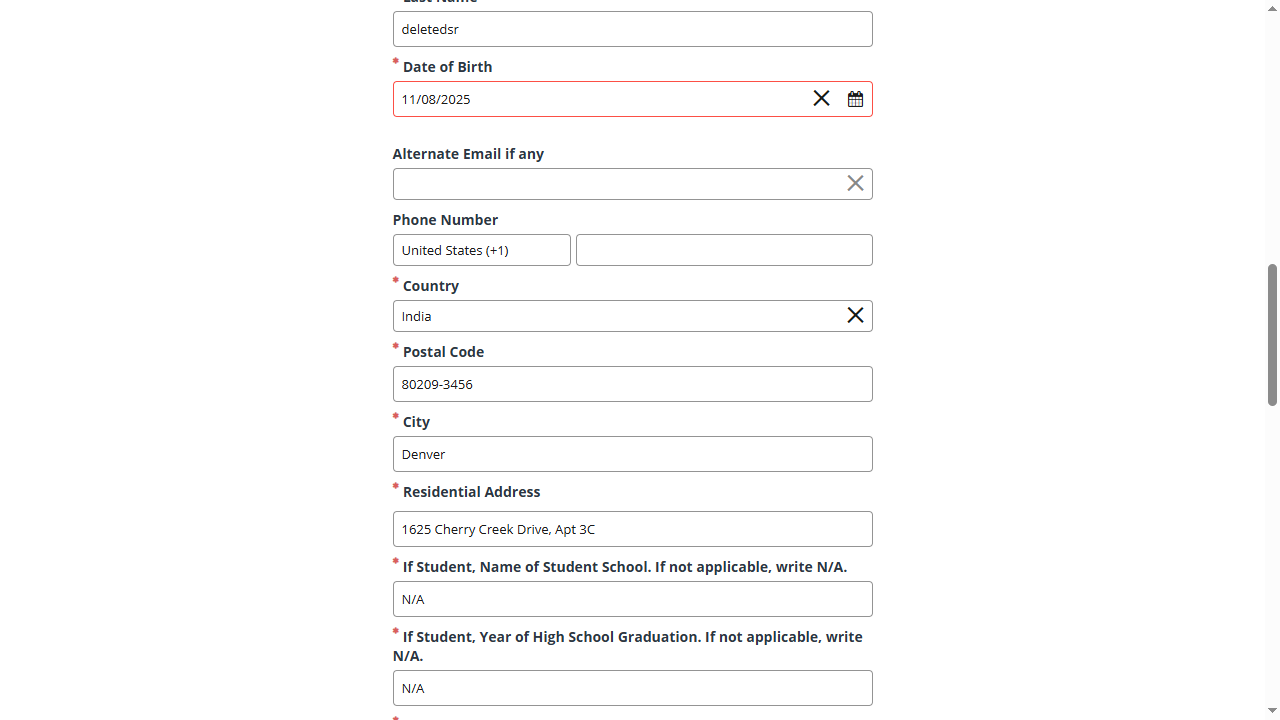 Last Name
deletedsr
* Date of Birth
11/08/2025
Alternate Email if any
Phone Number
United States (+1)
* Country
India
* Postal Code
80209-3456
* City
Denver
* Residential Address
1625 Cherry Creek Drive, Apt 3C
* If Student, Name of Student School. If not applicable, write N/A.
N/A
* If Student, Year of High School Graduation. If not applicable, write
N/A.
N/A
*